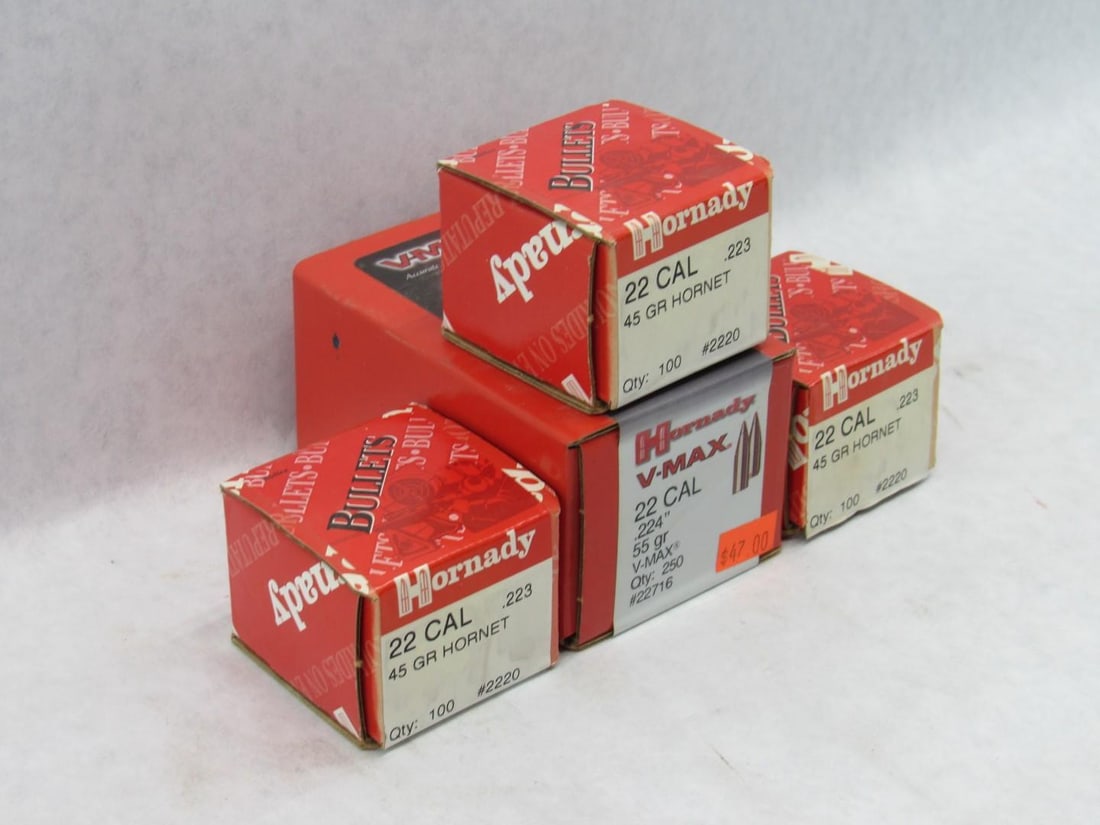 BULLETS
BULLETS
Hornady
22 CAL .223
45 GR HORNET
Qty: 100 #2220
V-M
Hornady
V-MAX
22 CAL
.224"
55 gr
V-MAX®
Qty: 250
#22716
$47.00
BULLETS
Hornady
22 CAL .223
45 GR HORNET
Qty: 100 #2220
BULLETS
Hornady
22 CAL .223
45 GR HORNET
Qty: 100 #2220